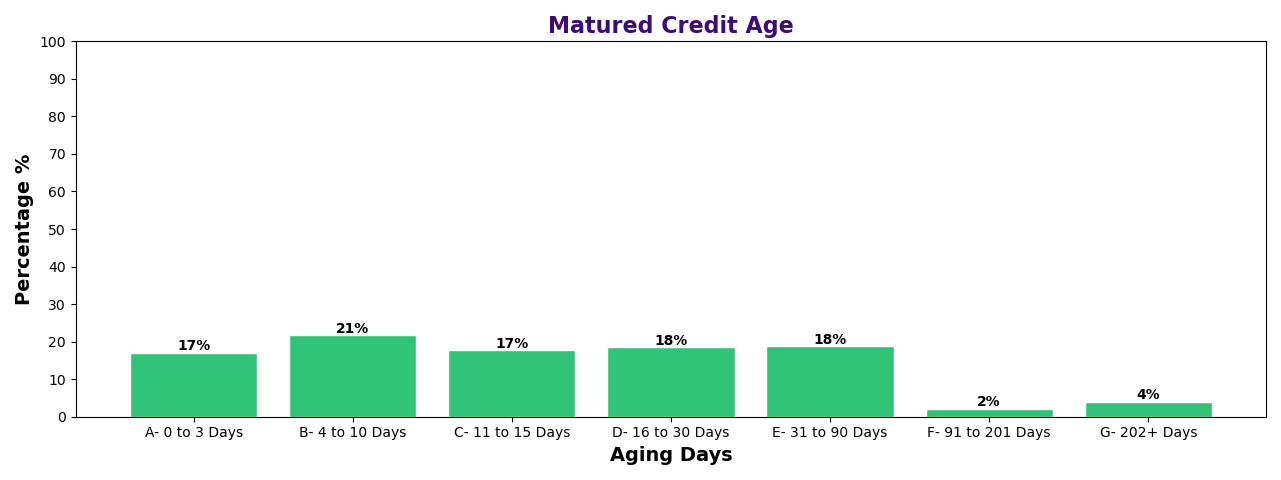 Matured Credit Age
Percentage %
100
90
80
70
60
50
40
30
20
10
0
17%
21%
17%
18%
18%
2%
4%
A- 0 to 3 Days
B- 4 to 10 Days
C- 11 to 15 Days
D- 16 to 30 Days
E- 31 to 90 Days
F- 91 to 201 Days
G- 202+ Days
Aging Days